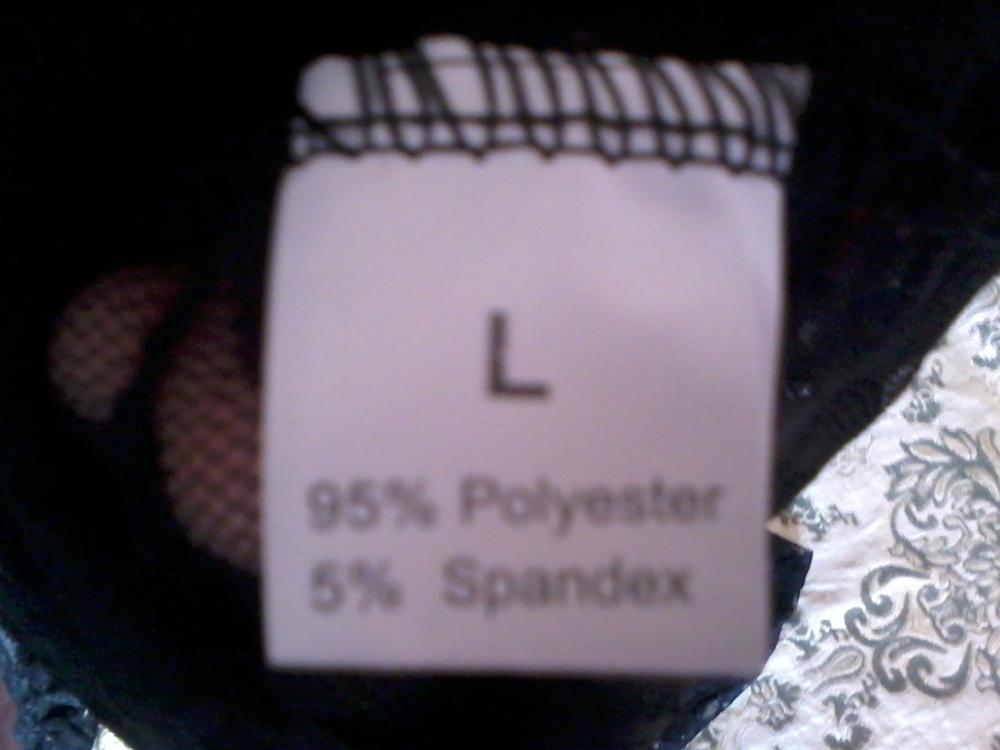 L
95% Polyester
5% Spandex